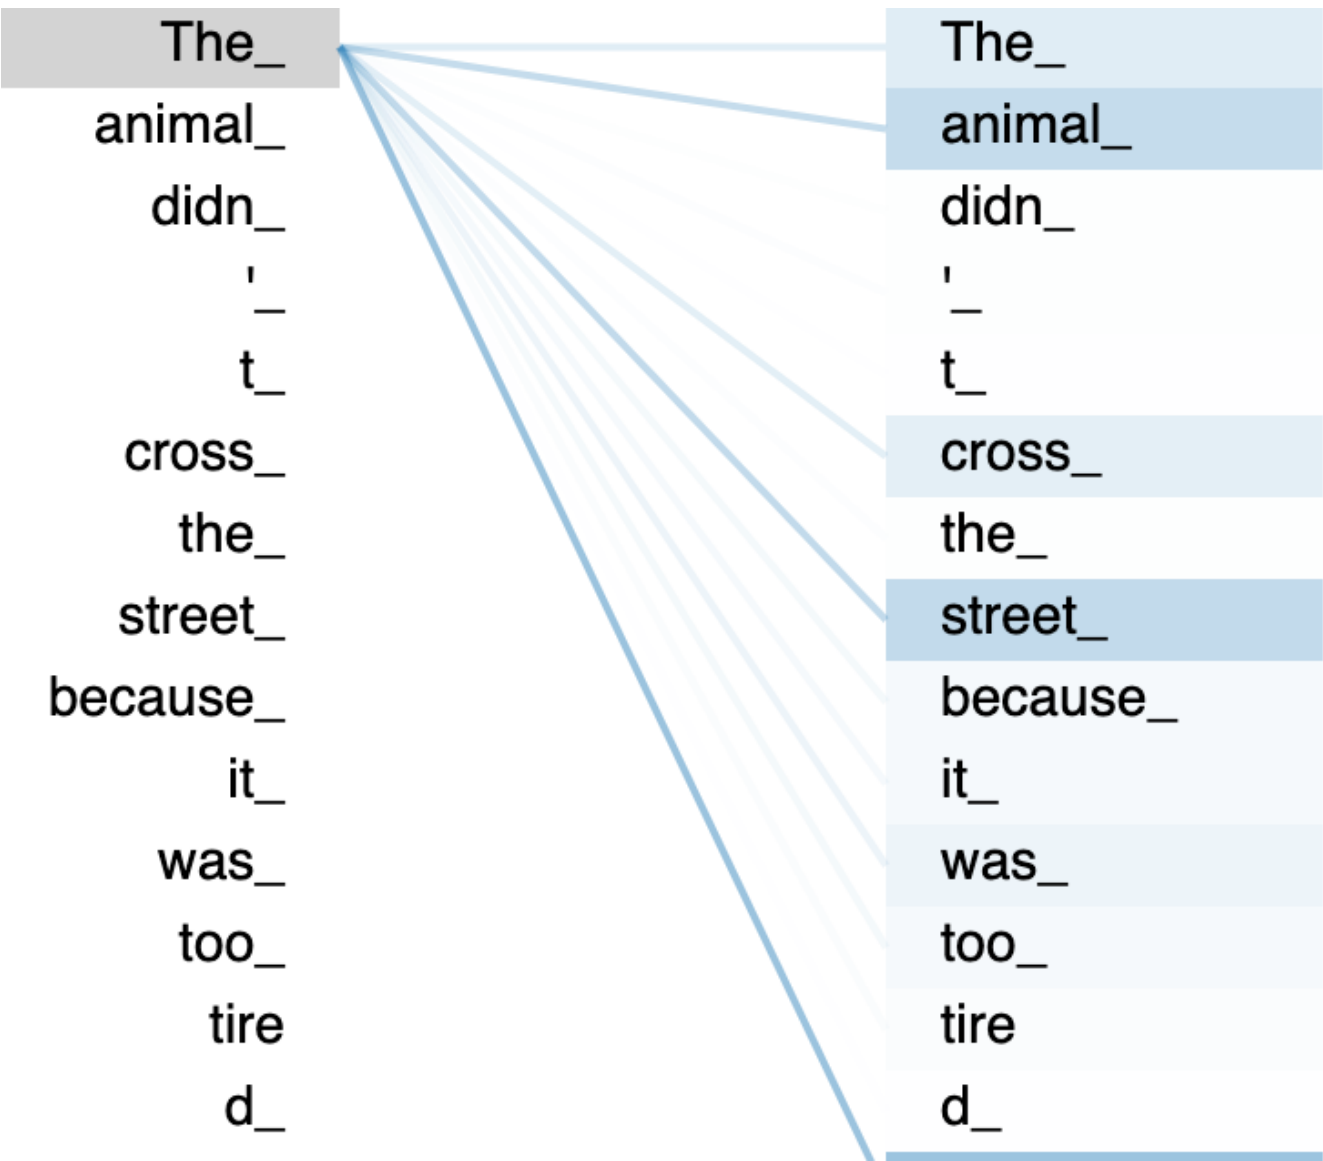 The_ The_
animal_ animal_
didn_ didn_
'_ '_
t_ t_
cross_ cross_
the_ the_
street_ street_
because_ because_
it_ it_
was_ was_
too_ too_
tire tire
d_ d_